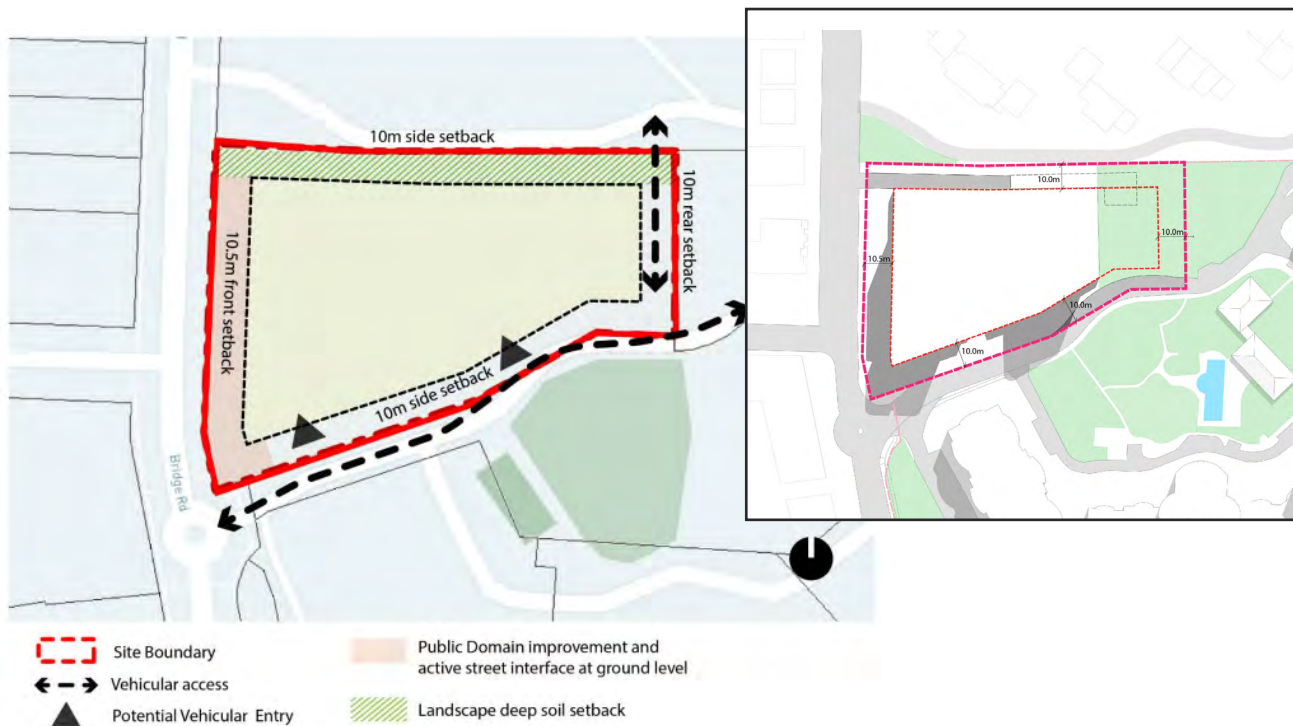 10m side setback
10m rear setback
10.5m front setback
10m side setback
Bridge Rd
10.0m
10.0m
10.5m
10.0m
10.0m
Site Boundary
Vehicular access
Potential Vehicular Entry
Public Domain improvement and
active street interface at ground level
Landscape deep soil setback